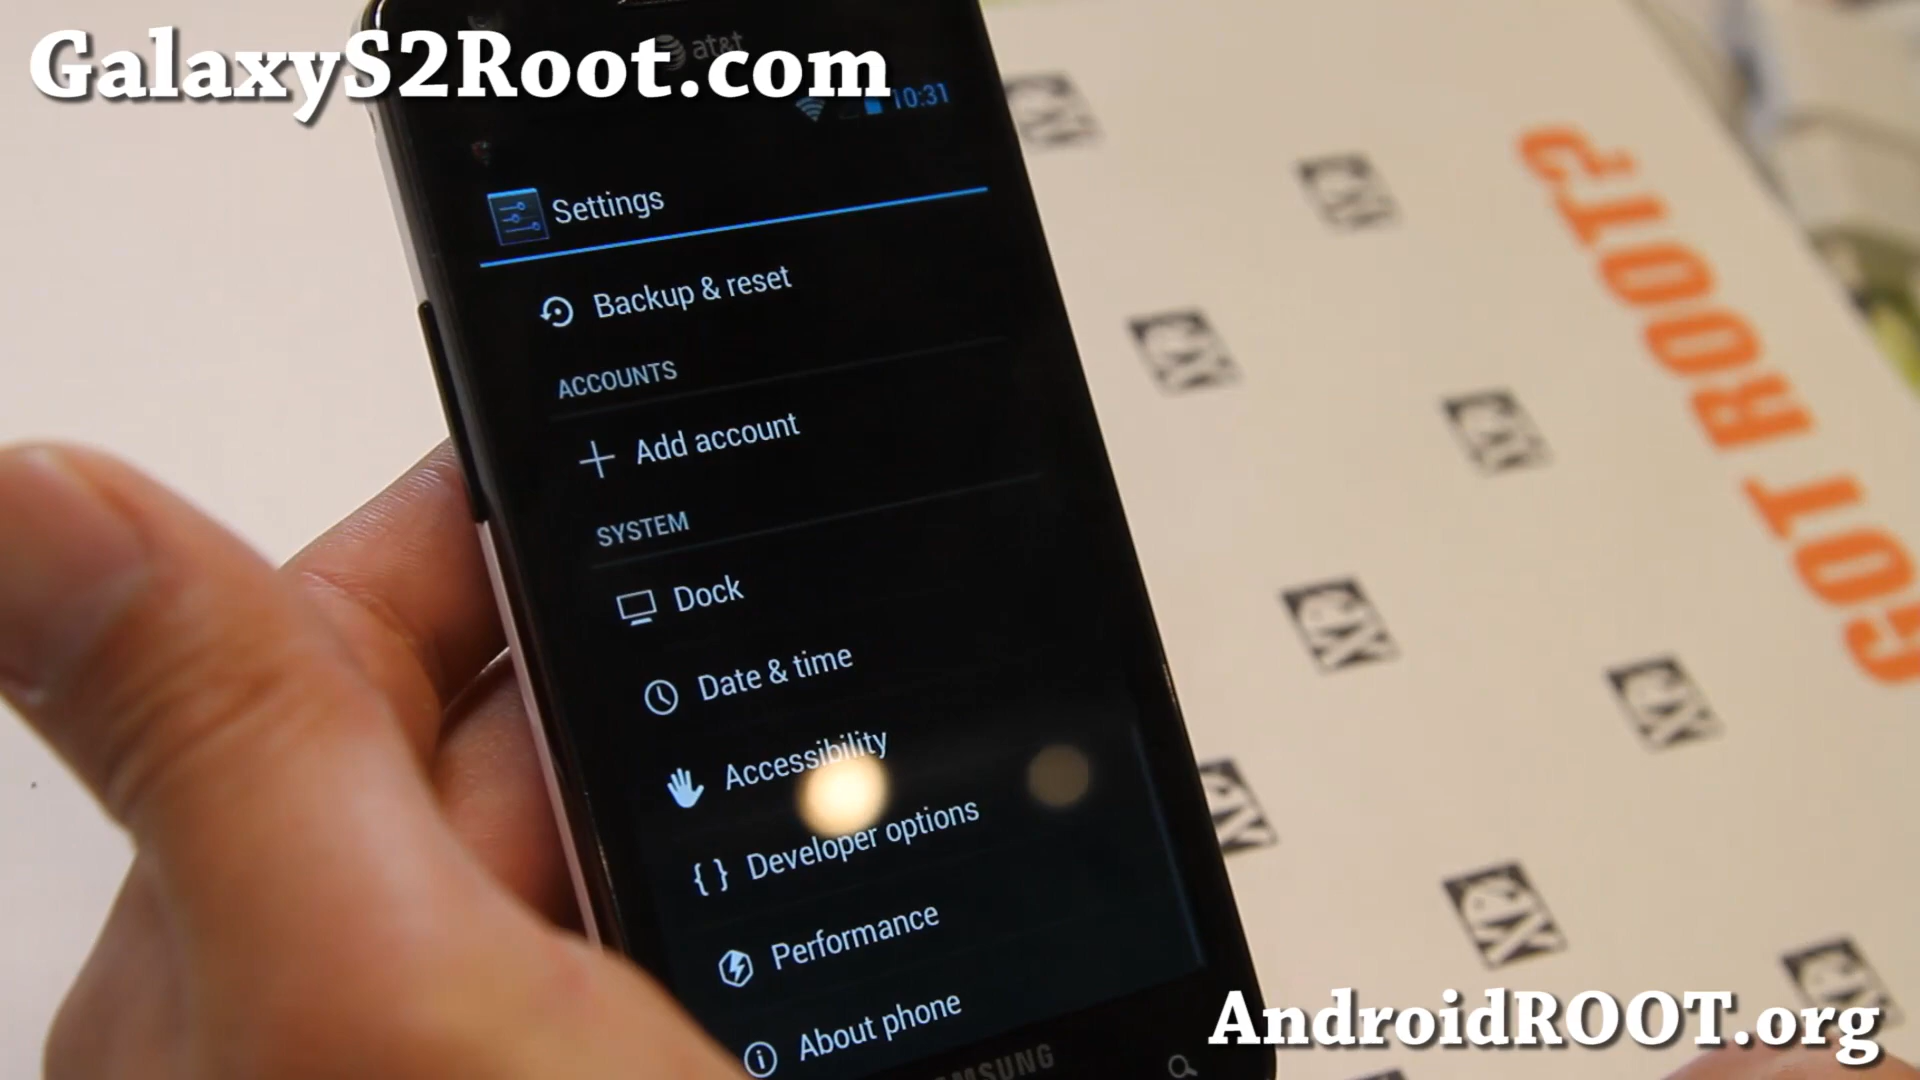 GalaxyS2Root.com
at&t
10:31
Settings
Backup & reset
ACCOUNTS
Add account
SYSTEM
Dock
Date & time
Accessibility
{ } Developer options
Performance
About phone
SAMSUNG
GOT ROOT?
AndroidROOT.org